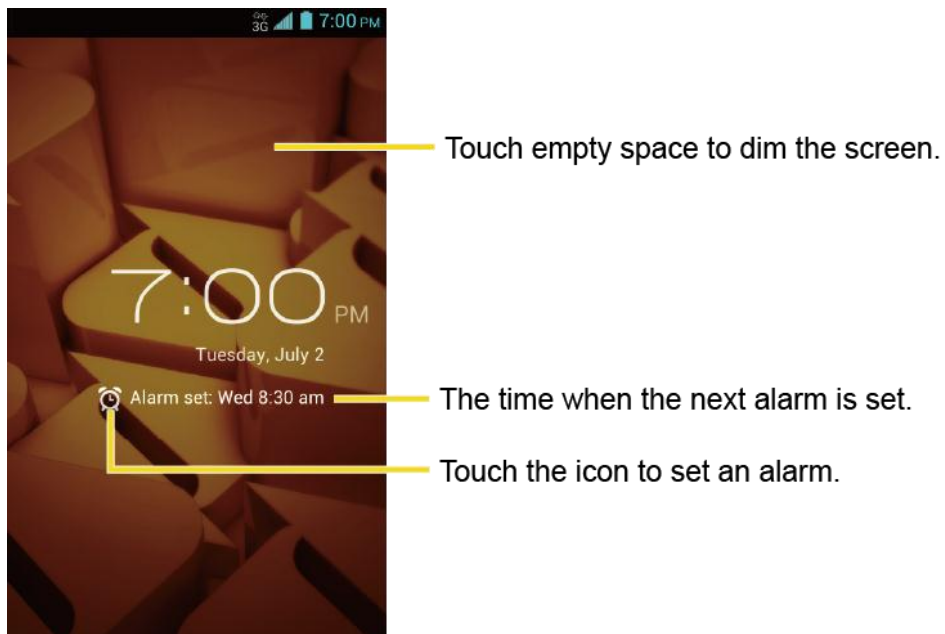 3G 7:00 PM
Touch empty space to dim the screen.
7:00 PM
Tuesday, July 2
Alarm set: Wed 8:30 am
The time when the next alarm is set.
Touch the icon to set an alarm.